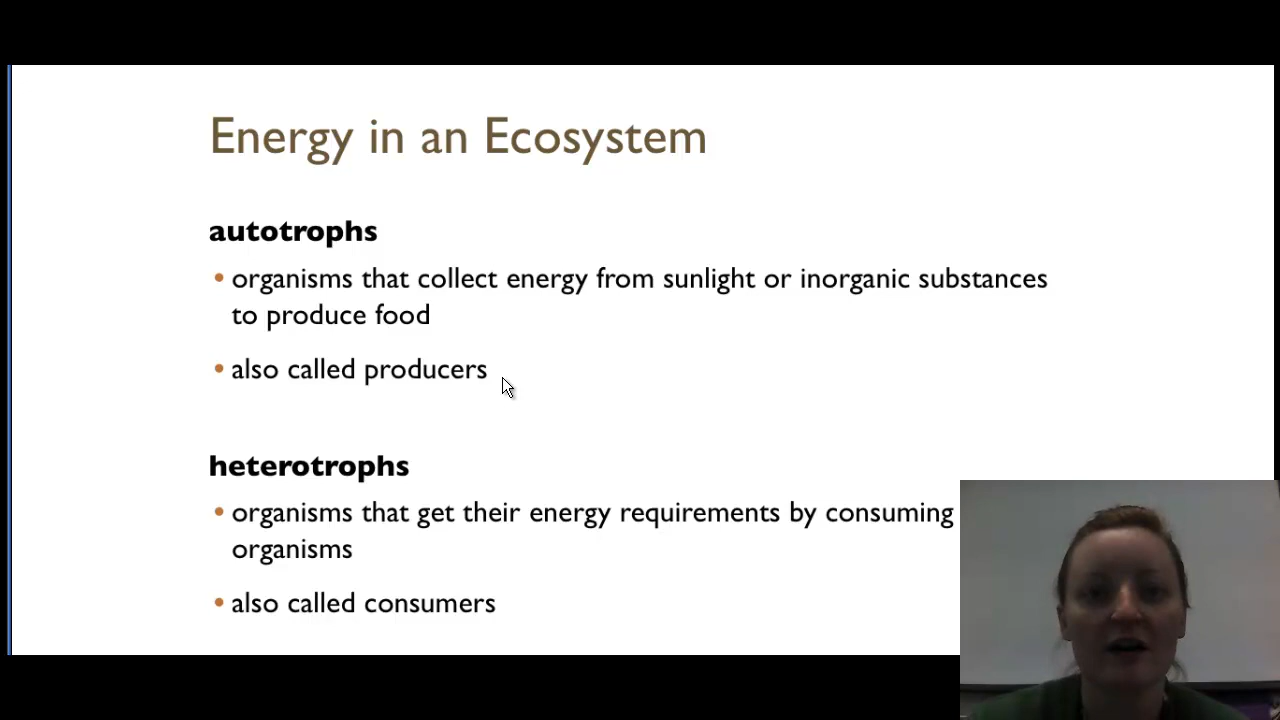 Energy in an Ecosystem
autotrophs
• organisms that collect energy from sunlight or inorganic substances
to produce food
• also called producers
heterotrophs
• organisms that get their energy requirements by consuming
organisms
• also called consumers